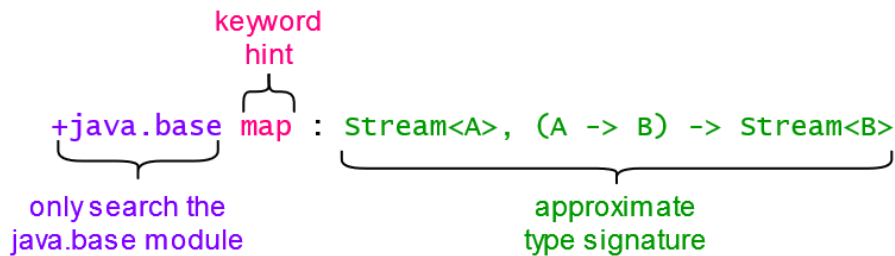 keyword
hint
+java.base map : Stream<A>, (A -> B) -> Stream<B>
only search the
java.base module
approximate
type signature